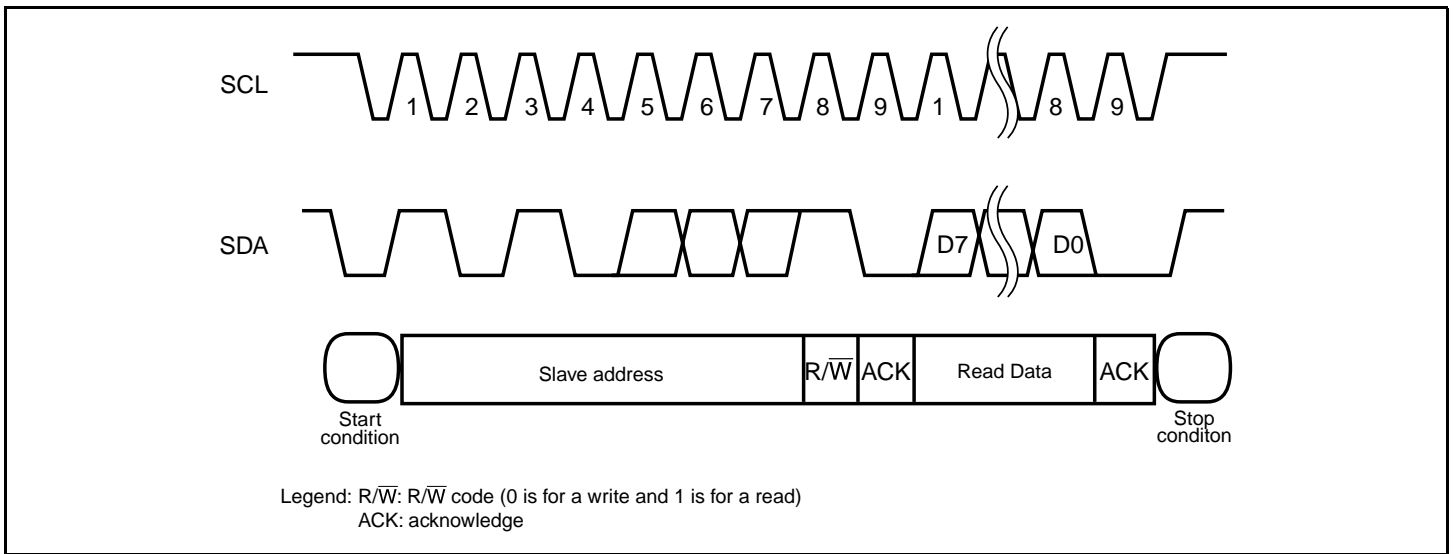 SCL
1 2 3 4 5 6 7 8 9 1 8 9
SDA
D7 D0
Slave address R/W̅ ACK Read Data ACK
Start condition
Stop conditon
Legend: R/W̅: R/W̅ code (0 is for a write and 1 is for a read)
ACK: acknowledge